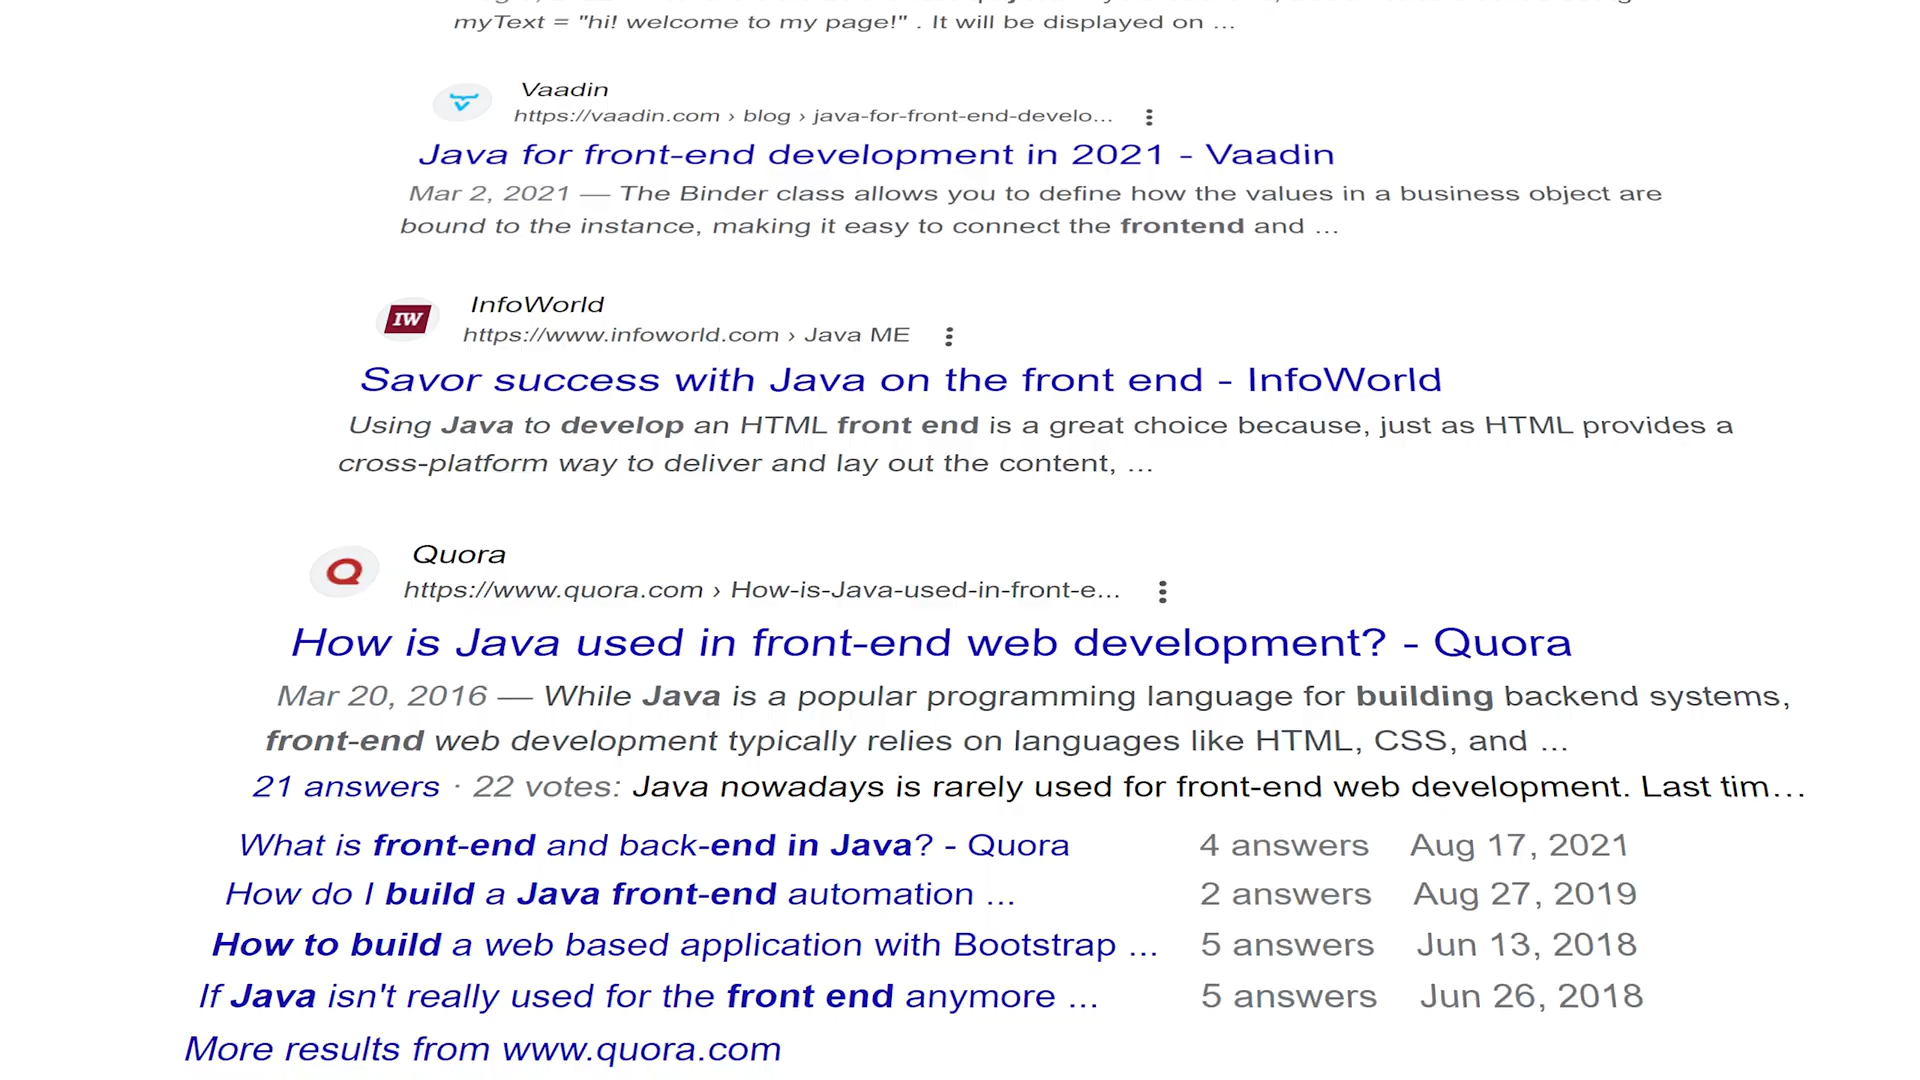 myText = "hi! welcome to my page!" . It will be displayed on ...
Vaadin
https://vaadin.com › blog › java-for-front-end-develo...
Java for front-end development in 2021 - Vaadin
Mar 2, 2021 — The Binder class allows you to define how the values in a business object are
bound to the instance, making it easy to connect the frontend and ...
IW
InfoWorld
https://www.infoworld.com › Java ME
Savor success with Java on the front end - InfoWorld
Using Java to develop an HTML front end is a great choice because, just as HTML provides a
cross-platform way to deliver and lay out the content, ...
Q
Quora
https://www.quora.com › How-is-Java-used-in-front-e...
How is Java used in front-end web development? - Quora
Mar 20, 2016 — While Java is a popular programming language for building backend systems,
front-end web development typically relies on languages like HTML, CSS, and ...
21 answers · 22 votes: Java nowadays is rarely used for front-end web development. Last tim...
What is front-end and back-end in Java? - Quora 4 answers Aug 17, 2021
How do I build a Java front-end automation ... 2 answers Aug 27, 2019
How to build a web based application with Bootstrap ... 5 answers Jun 13, 2018
If Java isn't really used for the front end anymore ... 5 answers Jun 26, 2018
More results from www.quora.com